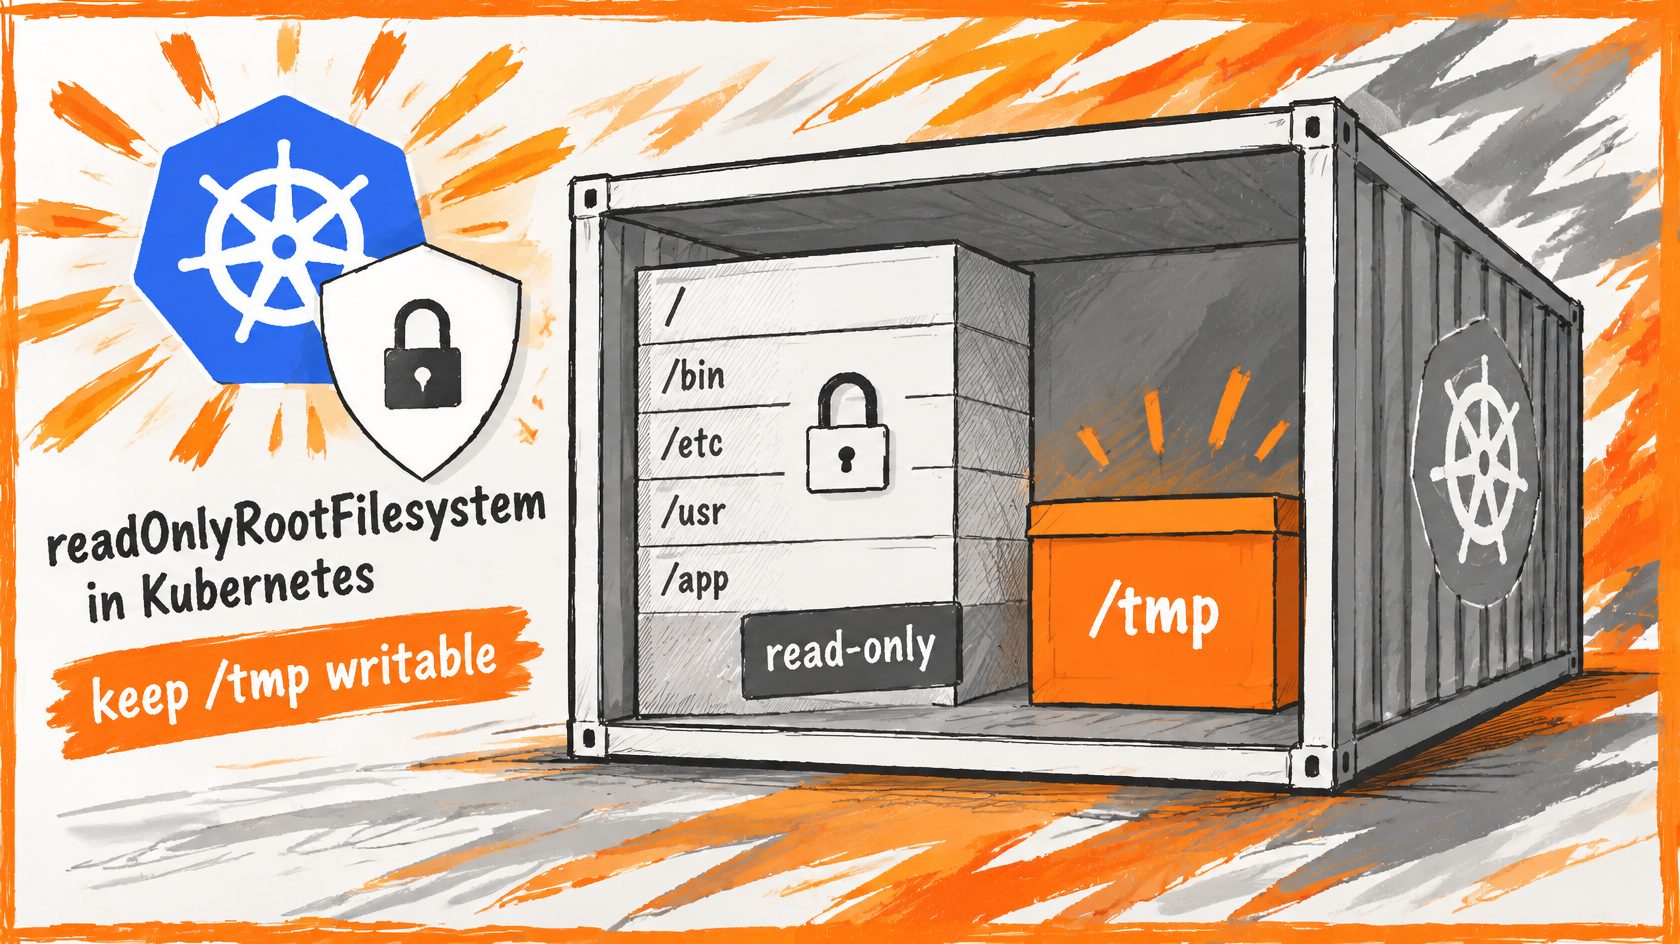 readOnlyRootFilesystem
in Kubernetes
keep /tmp writable
/
/bin
/etc
/usr
/app
read-only
/tmp